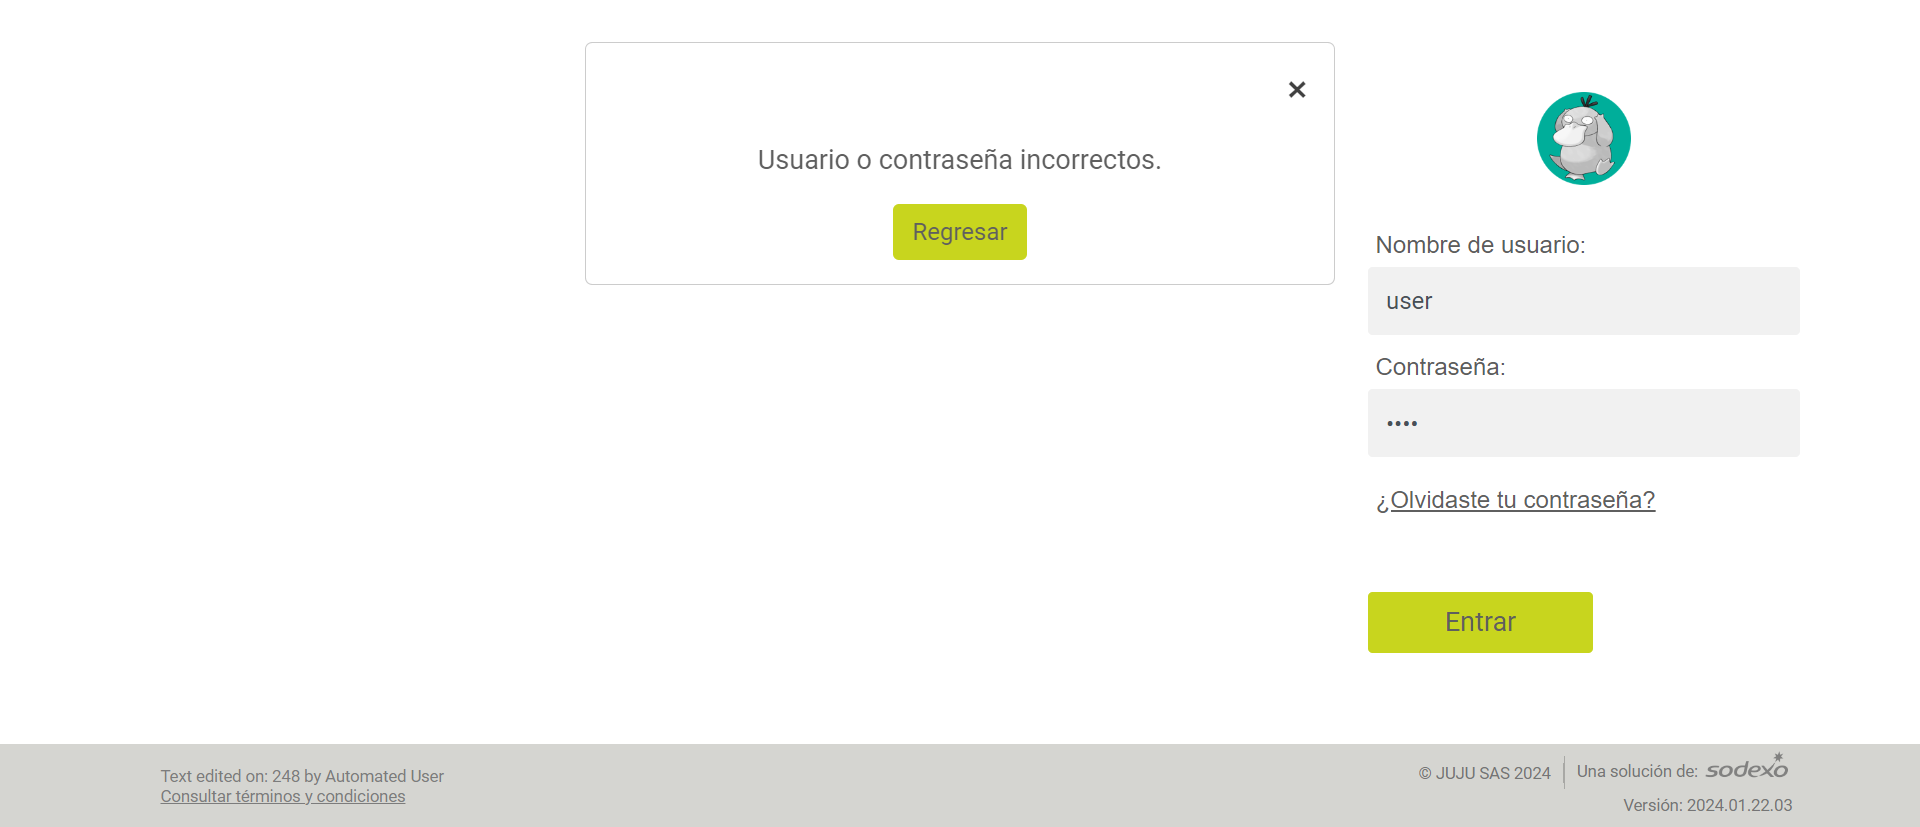 Usuario o contraseña incorrectos.
Regresar
Nombre de usuario:
user
Contraseña:
••••
¿Olvidaste tu contraseña?
Entrar
Text edited on: 248 by Automated User
Consultar términos y condiciones
© JUJU SAS 2024
Una solución de: sodexo
Versión: 2024.01.22.03